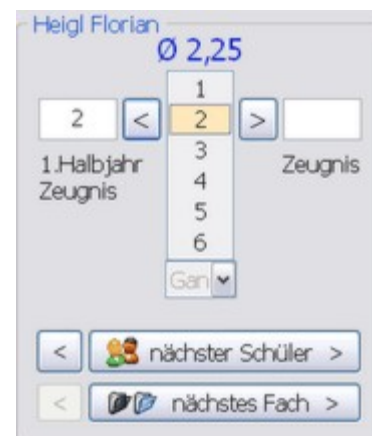 Heigl Florian
Ø 2,25
1
2 < 2 >
3
1.Halbjahr Zeugnis
Zeugnis
4
5
6
Gan
< nächster Schüler >
< nächstes Fach >